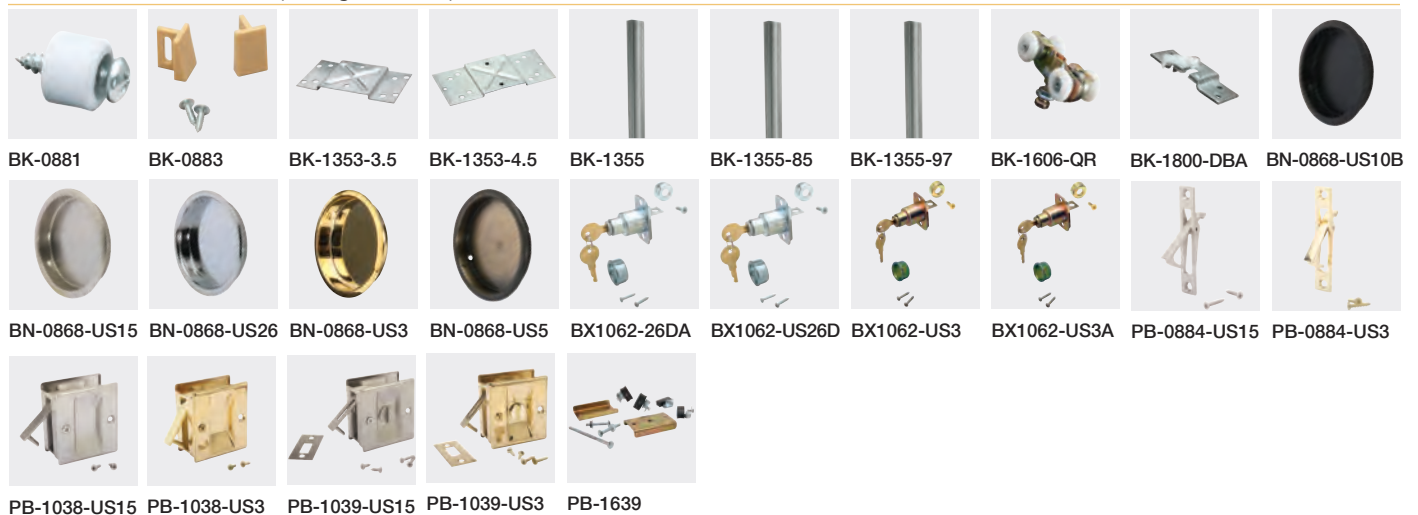 BK-0881 BK-0883 BK-1353-3.5 BK-1353-4.5 BK-1355 BK-1355-85 BK-1355-97 BK-1606-QR BK-1800-DBA BN-0868-US10B
BN-0868-US15 BN-0868-US26 BN-0868-US3 BN-0868-US5 BX1062-26DA BX1062-US26D BX1062-US3 BX1062-US3A PB-0884-US15 PB-0884-US3
PB-1038-US15 PB-1038-US3 PB-1039-US15 PB-1039-US3 PB-1639